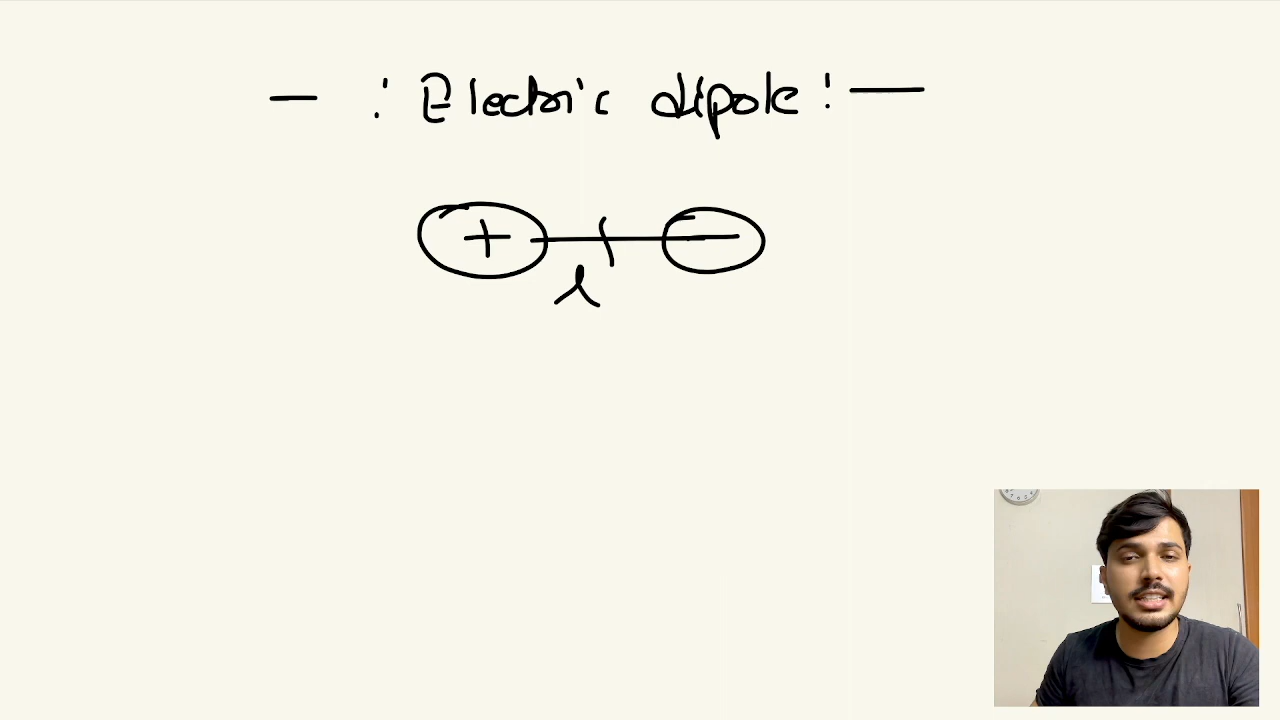 — : Electric dipole : —
+ −
l